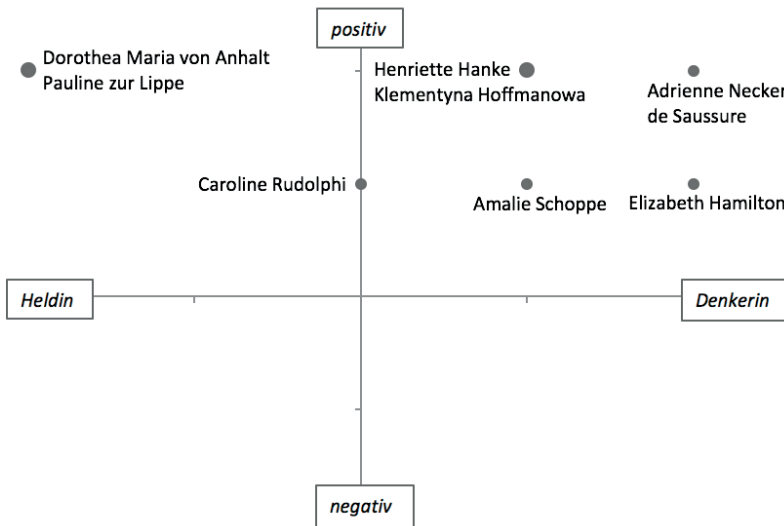 positiv
Dorothea Maria von Anhalt
Pauline zur Lippe
Henriette Hanke
Klementyna Hoffmanowa
Adrienne Necker
de Saussure
Caroline Rudolphi
Amalie Schoppe
Elizabeth Hamilton
Heldin
Denkerin
negativ